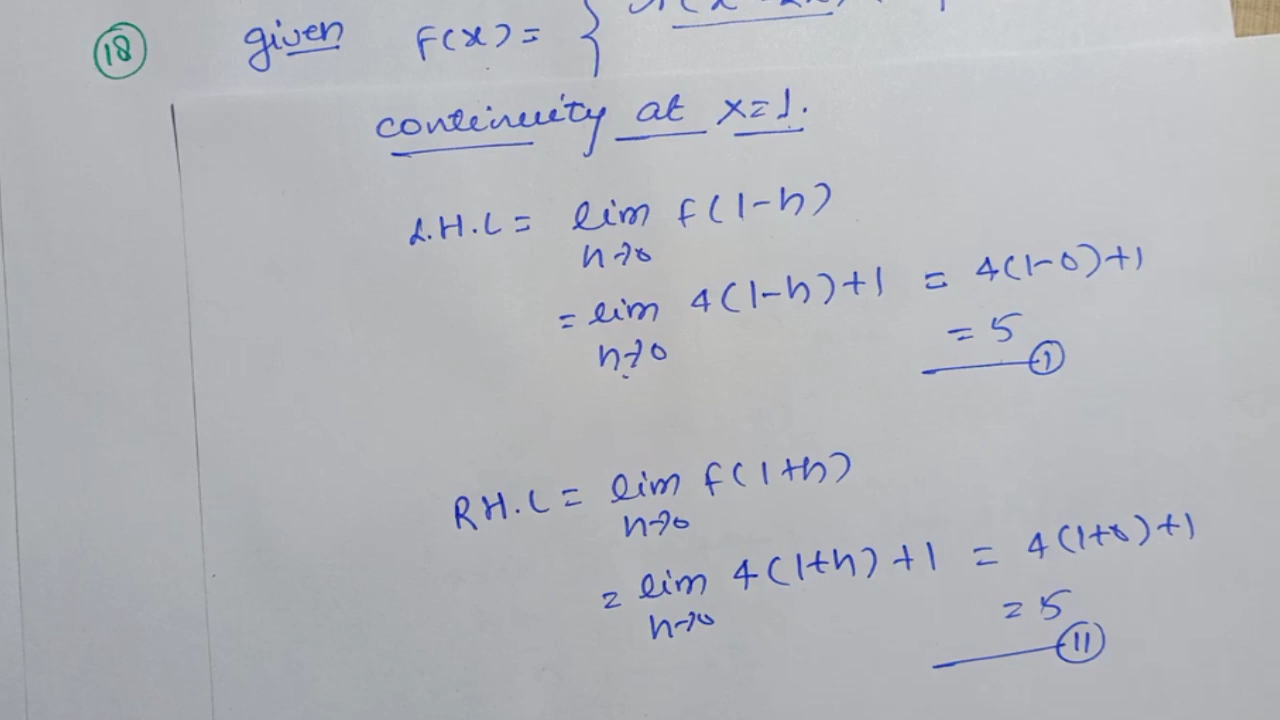 18 given f(x) = {
continuity at x=1.
L.H.L = lim f(1-h)
h→0
= lim 4(1-h)+1 = 4(1-0)+1
h→0 = 5
I
R.H.L = lim f(1+h)
h→0
= lim 4(1+h)+1 = 4(1+0)+1
h→0 = 5
II